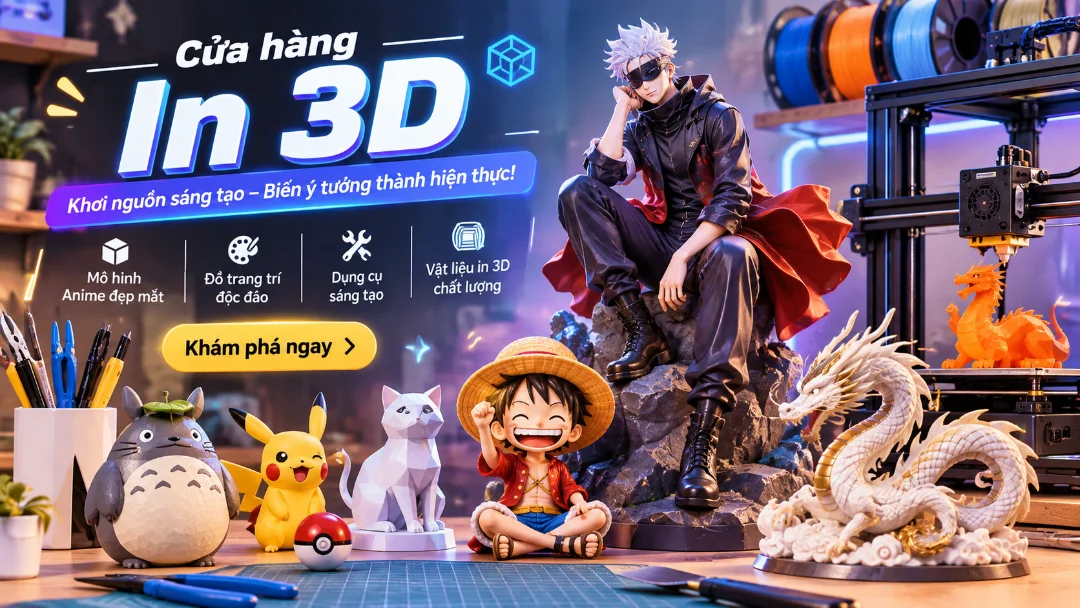 Cửa hàng
In 3D
Khơi nguồn sáng tạo – Biến ý tưởng thành hiện thực!
Mô hình
Anime đẹp mắt
Đồ trang trí
độc đảo
Dụng cụ
sáng tạo
Vật liệu in 3D
chất lượng
Khám phá ngay